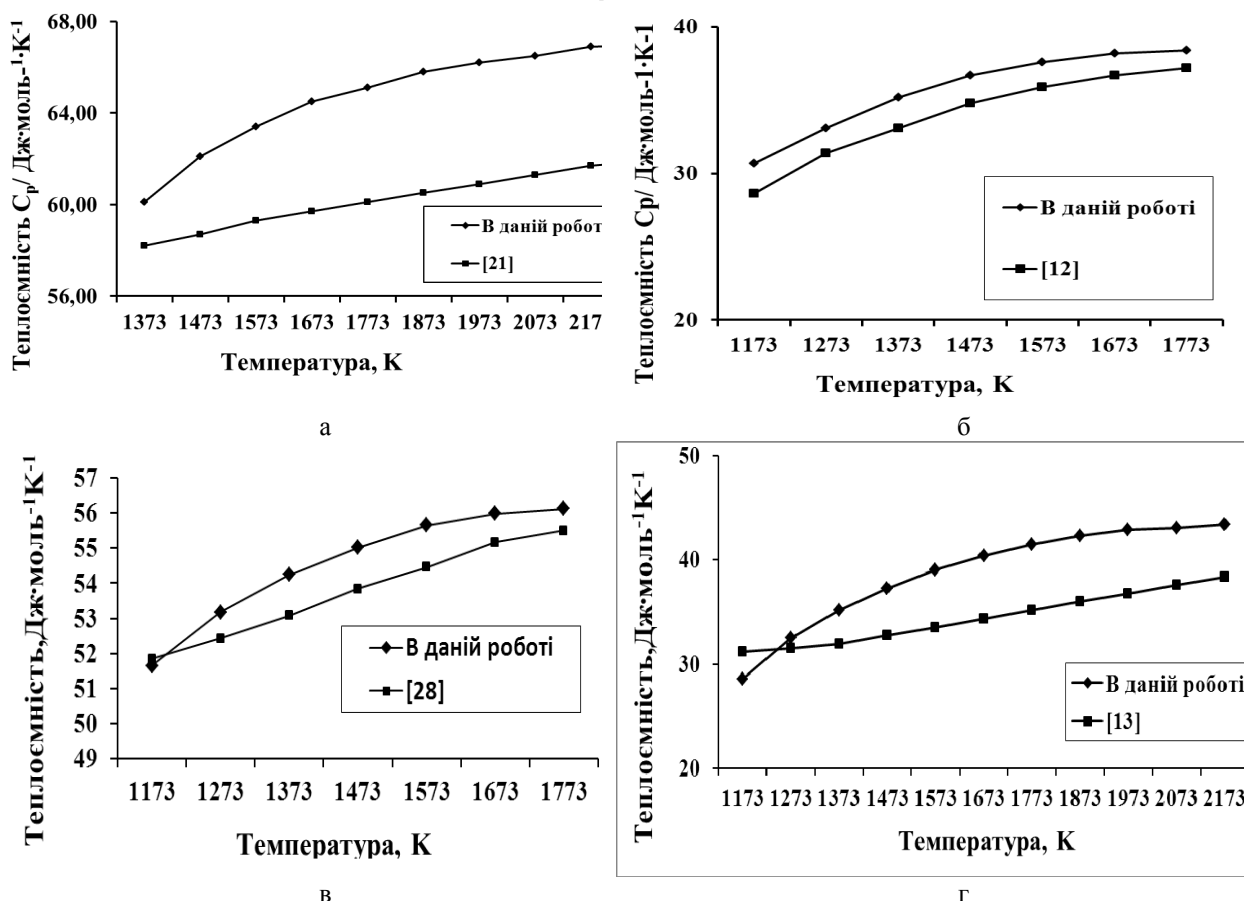 Теплоємність Cр/ Дж·моль-¹·К-¹
68,00
64,00
60,00
56,00
1373 1473 1573 1673 1773 1873 1973 2073 217
Температура, К
В даній робот
[21]
а
Теплоємність Ср/ Дж·моль-1·К-1
40
30
20
1173 1273 1373 1473 1573 1673 1773
Температура, К
В даній роботі
[12]
б
Теплоємність,Дж·моль-¹К-¹
57
56
55
54
53
52
51
50
49
1173 1273 1373 1473 1573 1673 1773
Температура, К
В даній роботі
[28]
в
Теплоємність,Дж·моль-¹К-¹
50
40
30
20
1173 1273 1373 1473 1573 1673 1773 1873 1973 2073 2173
Температура, К
В даній роботі
[13]
г